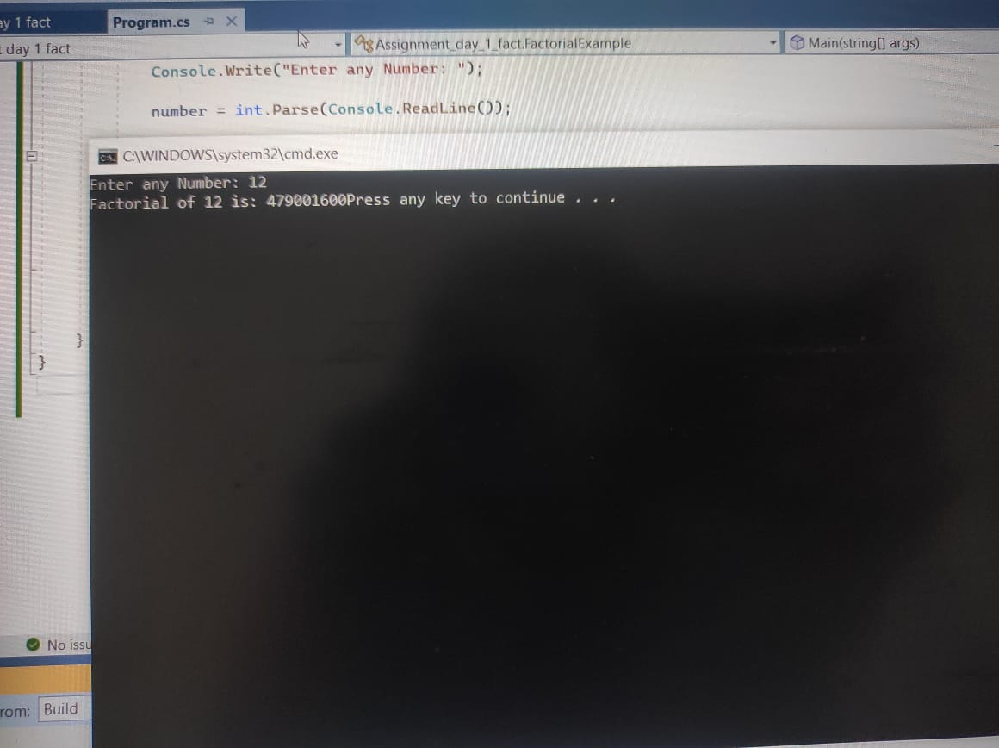 ay 1 fact
Program.cs
day 1 fact
Assignment_day_1_fact.FactorialExample
Main(string[] args)
Console.Write("Enter any Number: ");
number = int.Parse(Console.ReadLine());
C:\WINDOWS\system32\cmd.exe
Enter any Number: 12
Factorial of 12 is: 479001600Press any key to continue . . .
}
}
No issu
rom:
Build